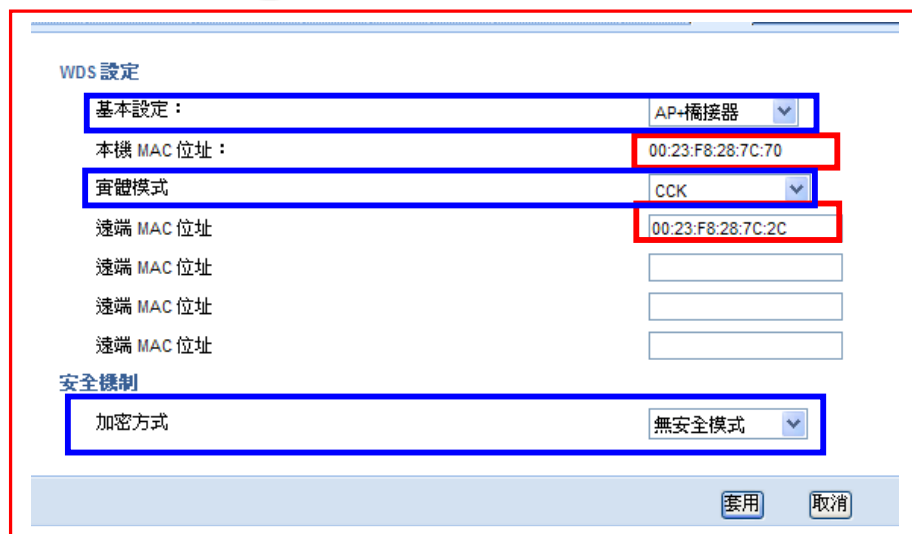 WDS 設定
基本設定： AP+橋接器
本機 MAC 位址： 00:23:F8:28:7C:70
實體模式 CCK
遠端 MAC 位址 00:23:F8:28:7C:2C
遠端 MAC 位址
遠端 MAC 位址
遠端 MAC 位址
安全機制
加密方式 無安全模式
套用 取消